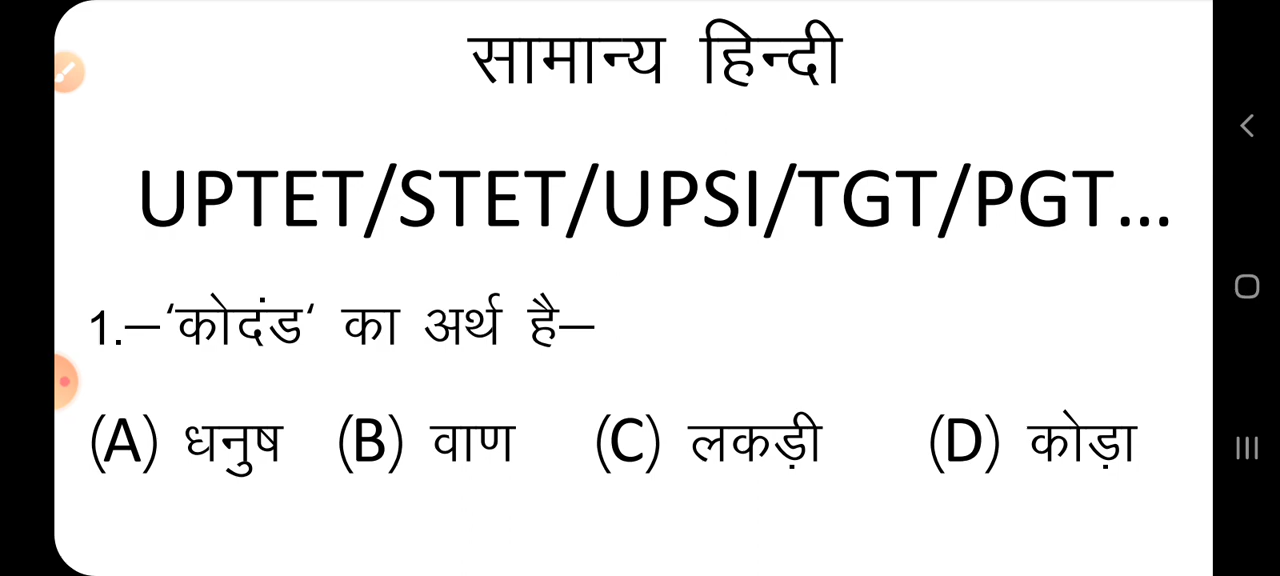 सामान्य हिन्दी
UPTET/STET/UPSI/TGT/PGT...
1.–‘कोदंड‘ का अर्थ है–
(A) धनुष (B) वाण (C) लकड़ी (D) कोड़ा